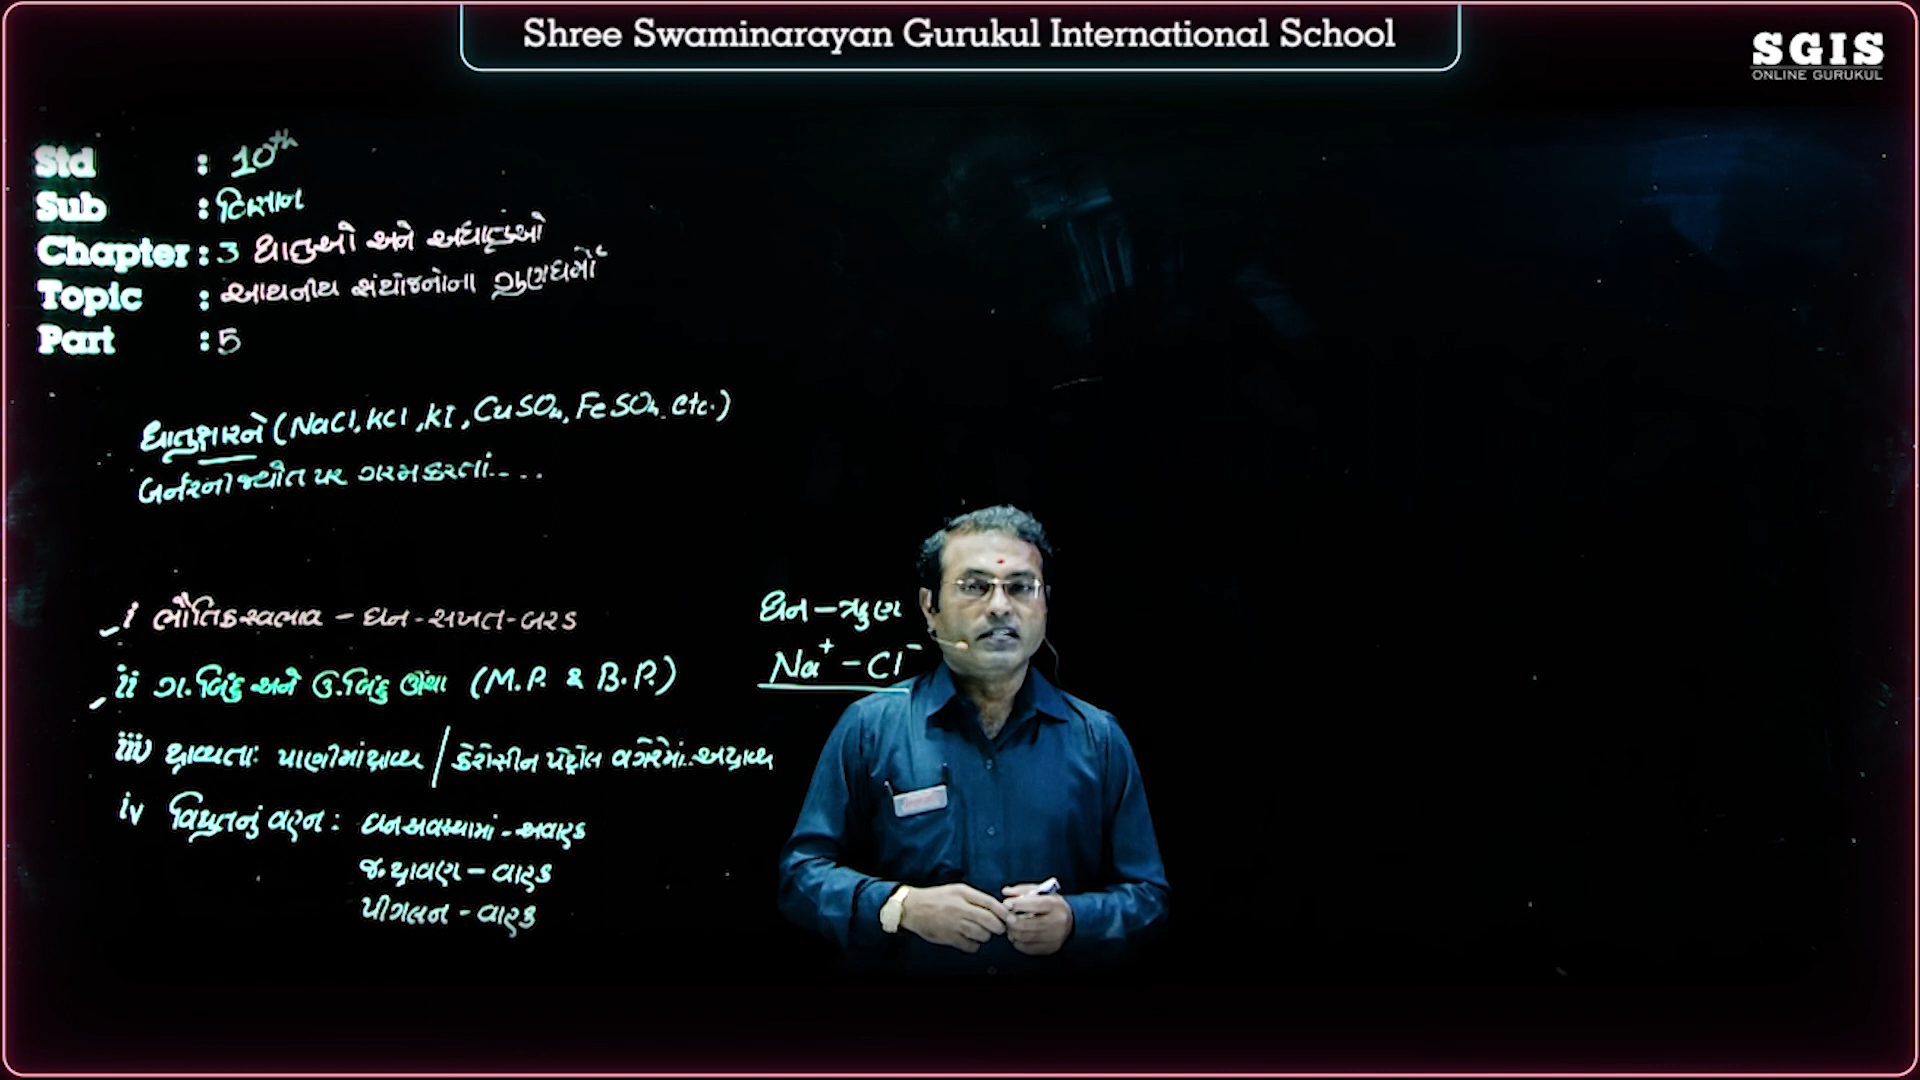 Shree Swaminarayan Gurukul International School
SGIS
ONLINE GURUKUL
Std : 10th
Sub : વિજ્ઞાન
Chapter : 3 ધાતુઓ અને અધાતુઓ
Topic : આયનીય સંયોજનોના ગુણધર્મો
Part : 5
ધાતુક્ષારને (NaCl, KCl, KI, CuSO4, FeSO4 etc.)
બર્નરની જ્યોત પર ગરમ કરતાં....
i ભૌતિક સ્વભાવ - ઘન - સખત - બરડ
ધન - ઋણ
Na+ - Cl-
ii ગ.બિંદુ અને ઉ.બિંદુ ઊંચા (M.P. & B.P.)
iii દ્રાવ્યતા: પાણીમાં દ્રાવ્ય / કેરોસીન પેટ્રોલ વગેરેમાં..અદ્રાવ્ય
iv વિદ્યુતનું વહન : ઘન અવસ્થામાં - અવાહક
જ.દ્રાવણ - વાહક
પીગલન - વાહક